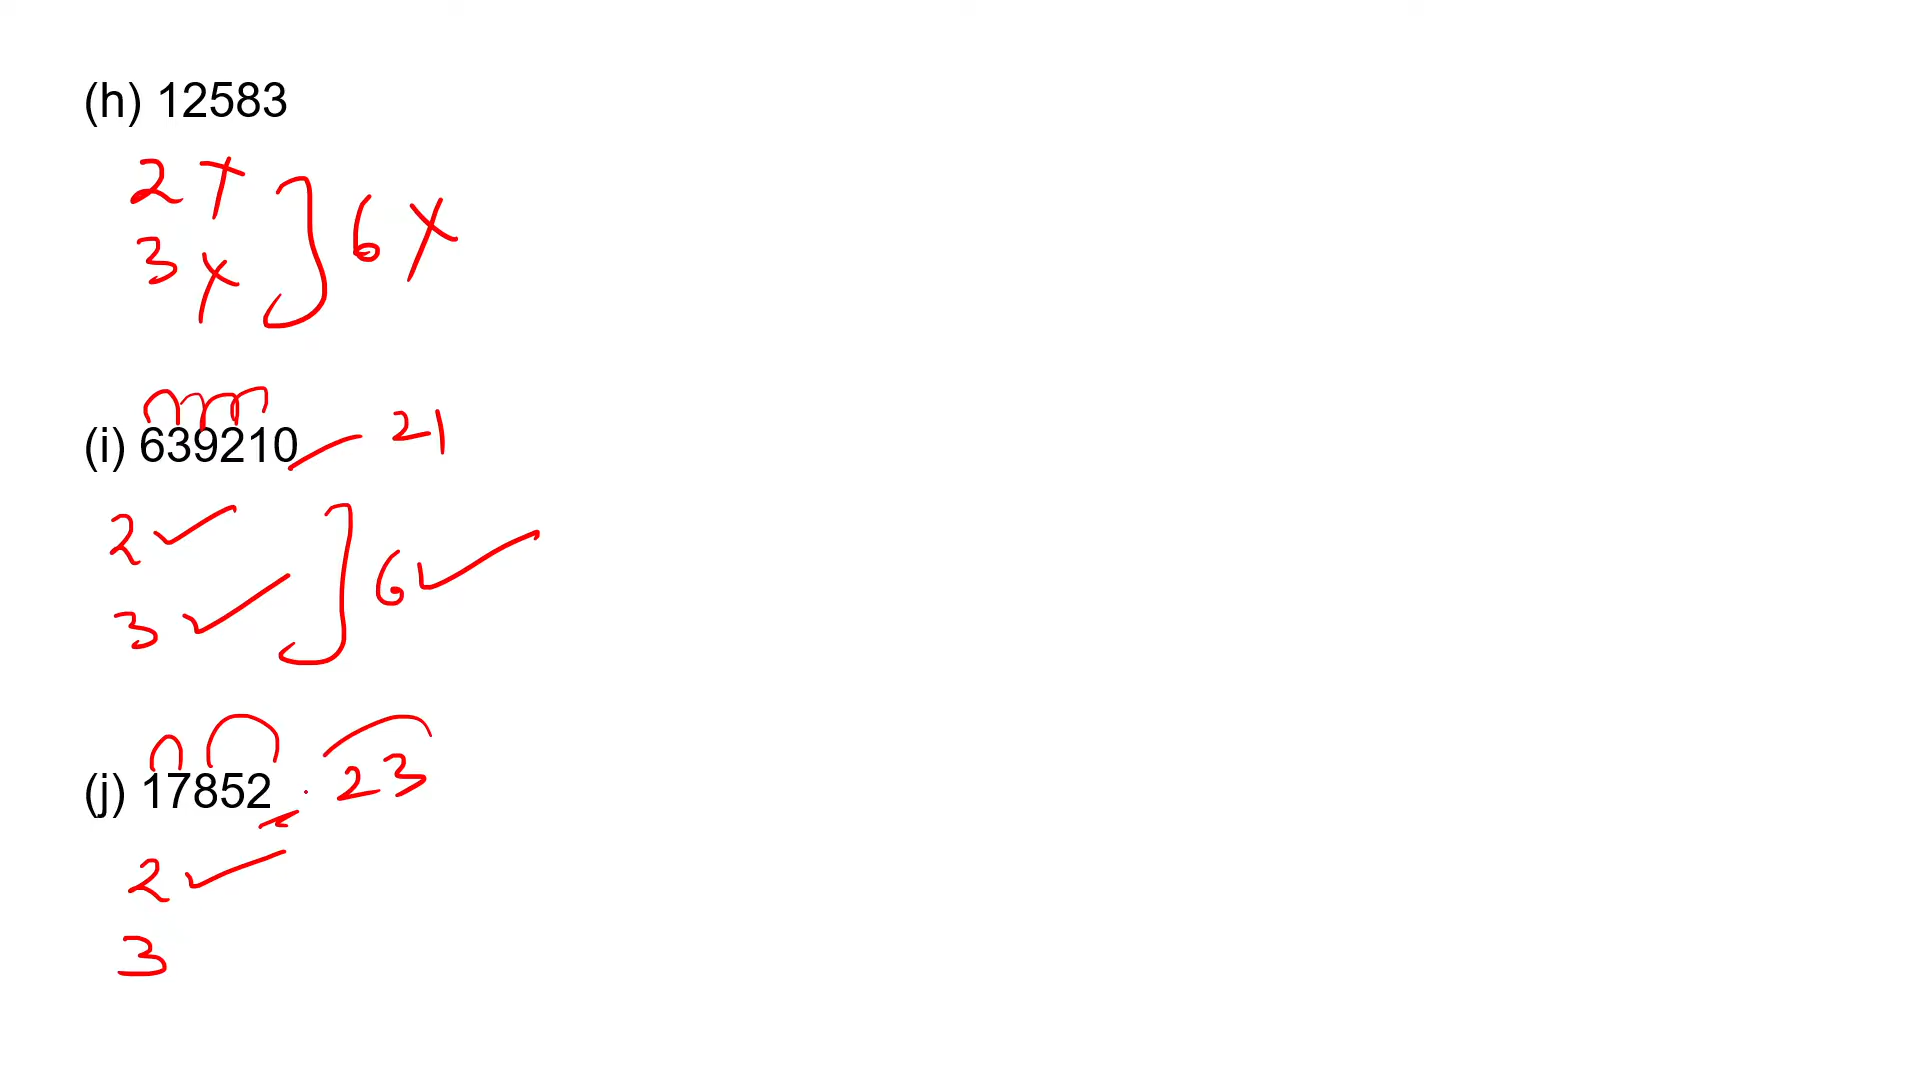 (h) 12583
2 X
3 X
6 X
(i) 639210 21
2 ✓
3 ✓
6 ✓
(j) 17852 23
2 ✓
3